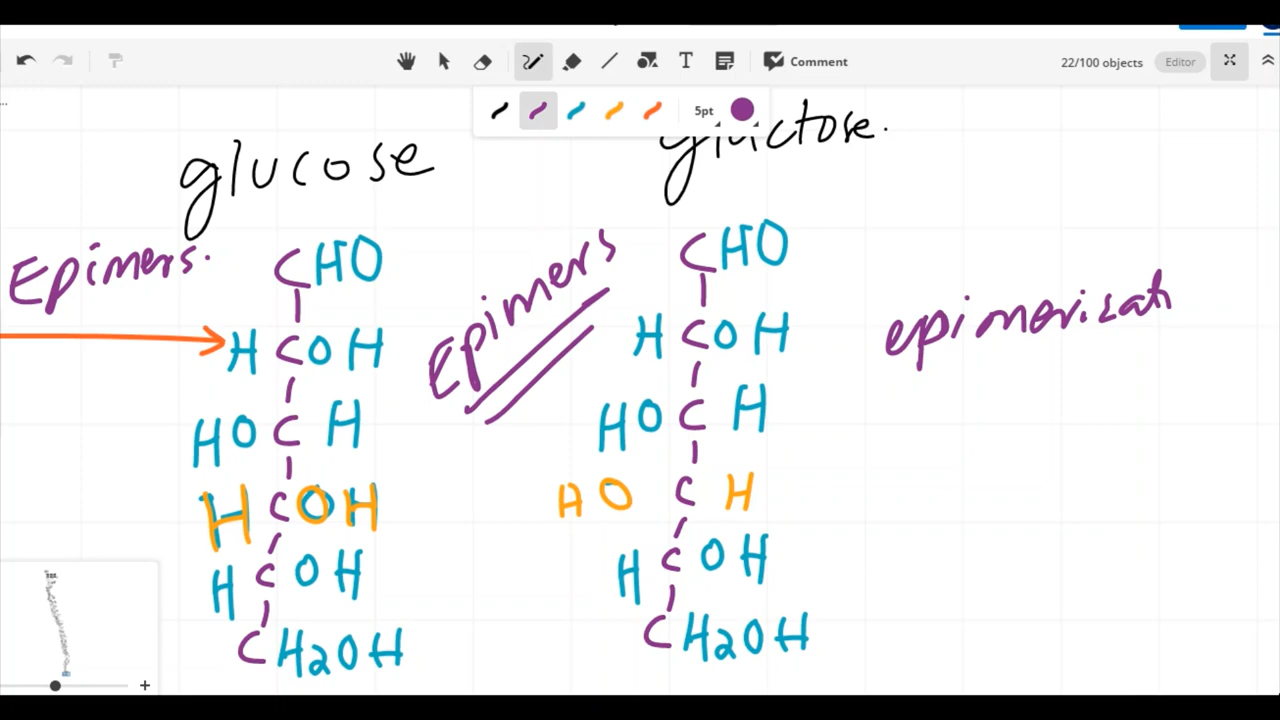 Comment
22/100 objects
Editor
5pt
glucose
Epimers.
CHO
H C OH
HO C H
H C OH
H C OH
CH2OH
Epimers
CHO
H C OH
HO C H
HO C H
H C OH
CH2OH
epimerisat